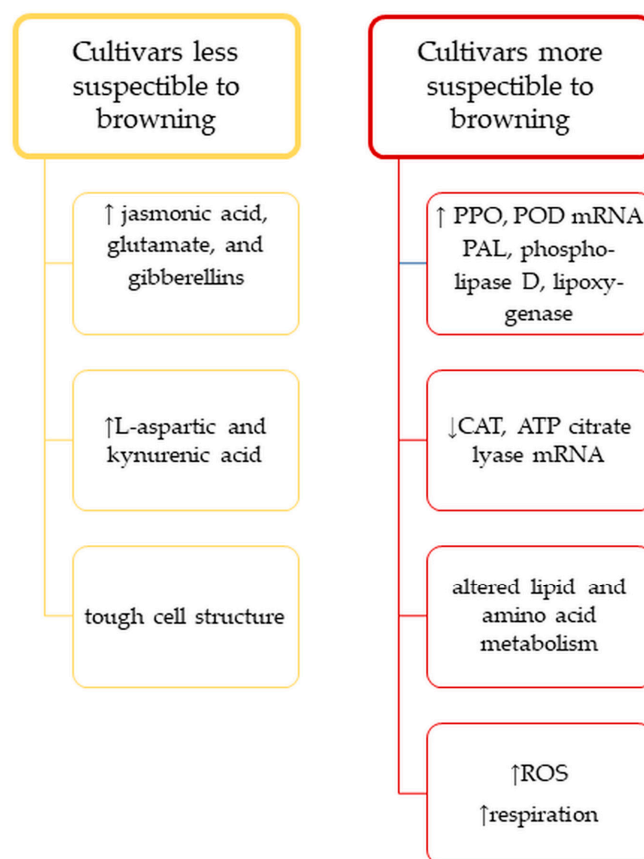 Cultivars less
suspectible to
browning
↑ jasmonic acid,
glutamate, and
gibberellins
↑L-aspartic and
kynurenic acid
tough cell structure
Cultivars more
suspectible to
browning
↑ PPO, POD mRNA
PAL, phospho-
lipase D, lipoxy-
genase
↓CAT, ATP citrate
lyase mRNA
altered lipid and
amino acid
metabolism
↑ROS
↑respiration